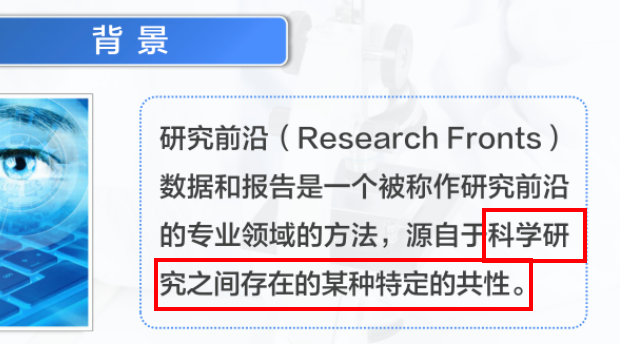 背景
研究前沿（Research Fronts）
数据和报告是一个被称作研究前沿
的专业领域的方法，源自于科学研
究之间存在的某种特定的共性。